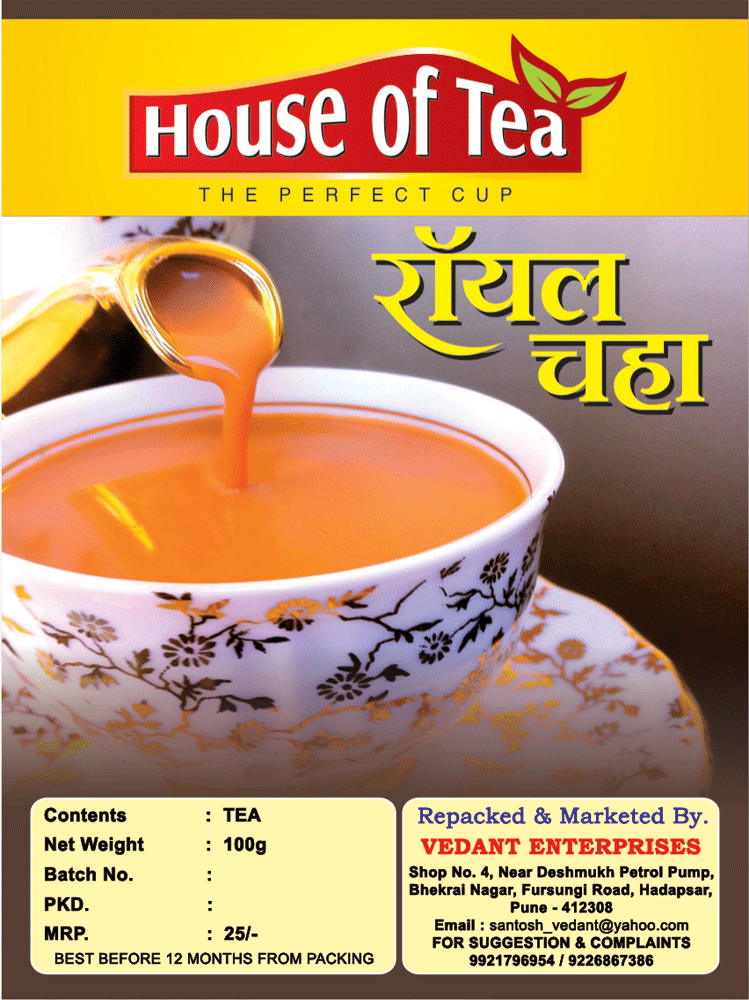 House of Tea
THE PERFECT CUP
रॉयल
चहा
Contents : TEA
Net Weight : 100g
Batch No. :
PKD. :
MRP. : 25/-
BEST BEFORE 12 MONTHS FROM PACKING
Repacked & Marketed By.
VEDANT ENTERPRISES
Shop No. 4, Near Deshmukh Petrol Pump,
Bhekrai Nagar, Fursungi Road, Hadapsar,
Pune - 412308
Email : santosh_vedant@yahoo.com
FOR SUGGESTION & COMPLAINTS
9921796954 / 9226867386